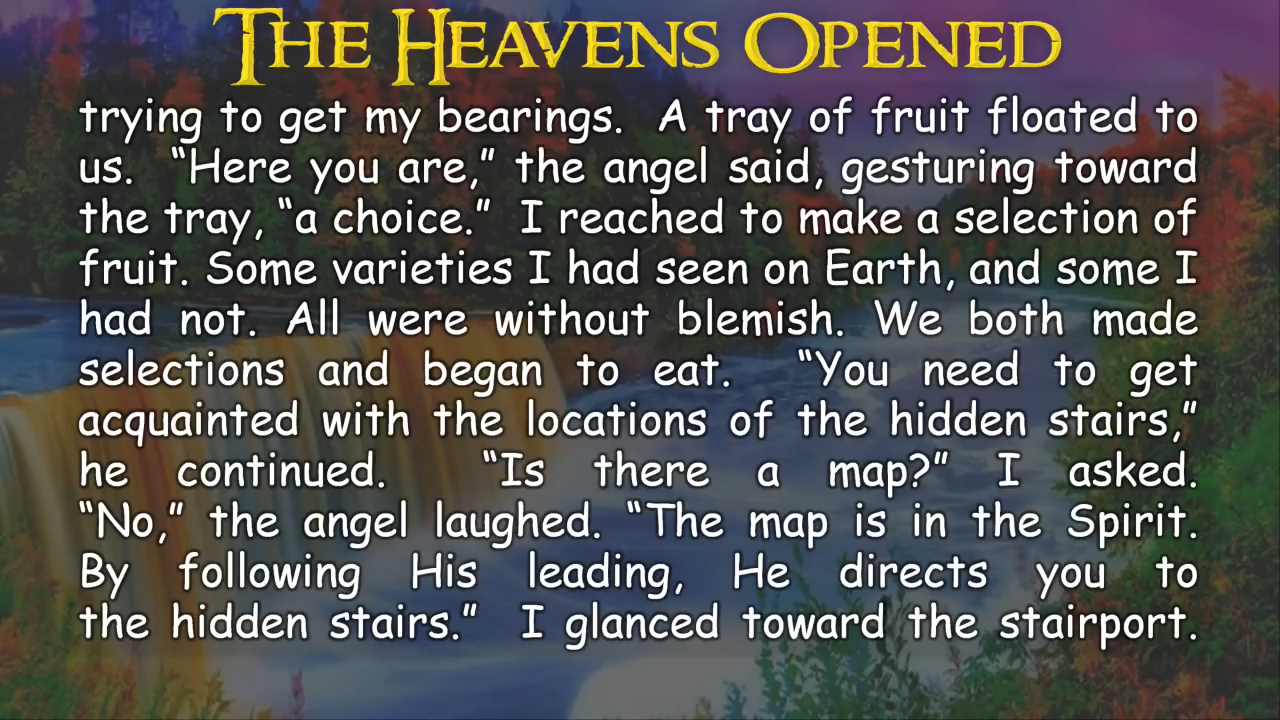 THE HEAVENS OPENED
trying to get my bearings.  A tray of fruit floated to
us.  “Here you are,” the angel said, gesturing toward
the tray, “a choice.”  I reached to make a selection of
fruit. Some varieties I had seen on Earth, and some I
had not. All were without blemish. We both made
selections and began to eat.  “You need to get
acquainted with the locations of the hidden stairs,”
he continued.  “Is there a map?” I asked.
“No,” the angel laughed. “The map is in the Spirit.
By following His leading, He directs you to
the hidden stairs.”  I glanced toward the stairport.